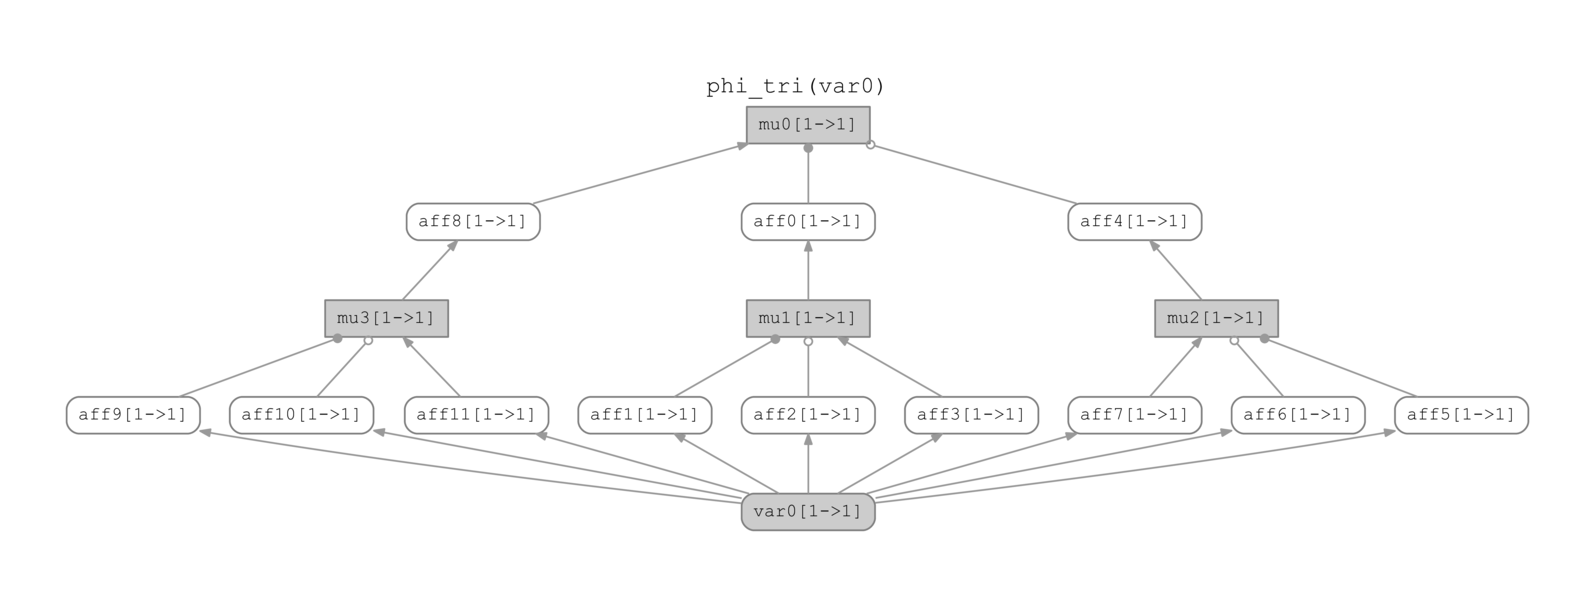 phi_tri(var0)
mu0[1->1]
aff8[1->1] aff0[1->1] aff4[1->1]
mu3[1->1] mu1[1->1] mu2[1->1]
aff9[1->1] aff10[1->1] aff11[1->1] aff1[1->1] aff2[1->1] aff3[1->1] aff7[1->1] aff6[1->1] aff5[1->1]
var0[1->1]